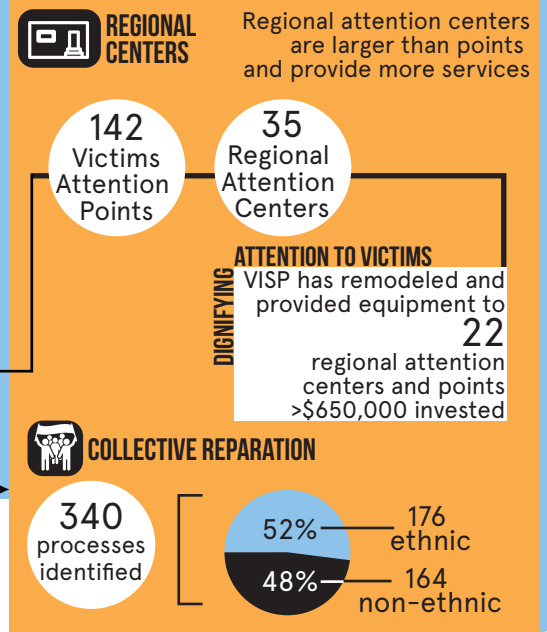 REGIONAL
CENTERS
Regional attention centers
are larger than points
and provide more services
142
Victims
Attention
Points
35
Regional
Attention
Centers
DIGNIFYING
ATTENTION TO VICTIMS
VISP has remodeled and
provided equipment to
22
regional attention
centers and points
>$650,000 invested
COLLECTIVE REPARATION
340
processes
identified
52%
176
ethnic
48%
164
non-ethnic